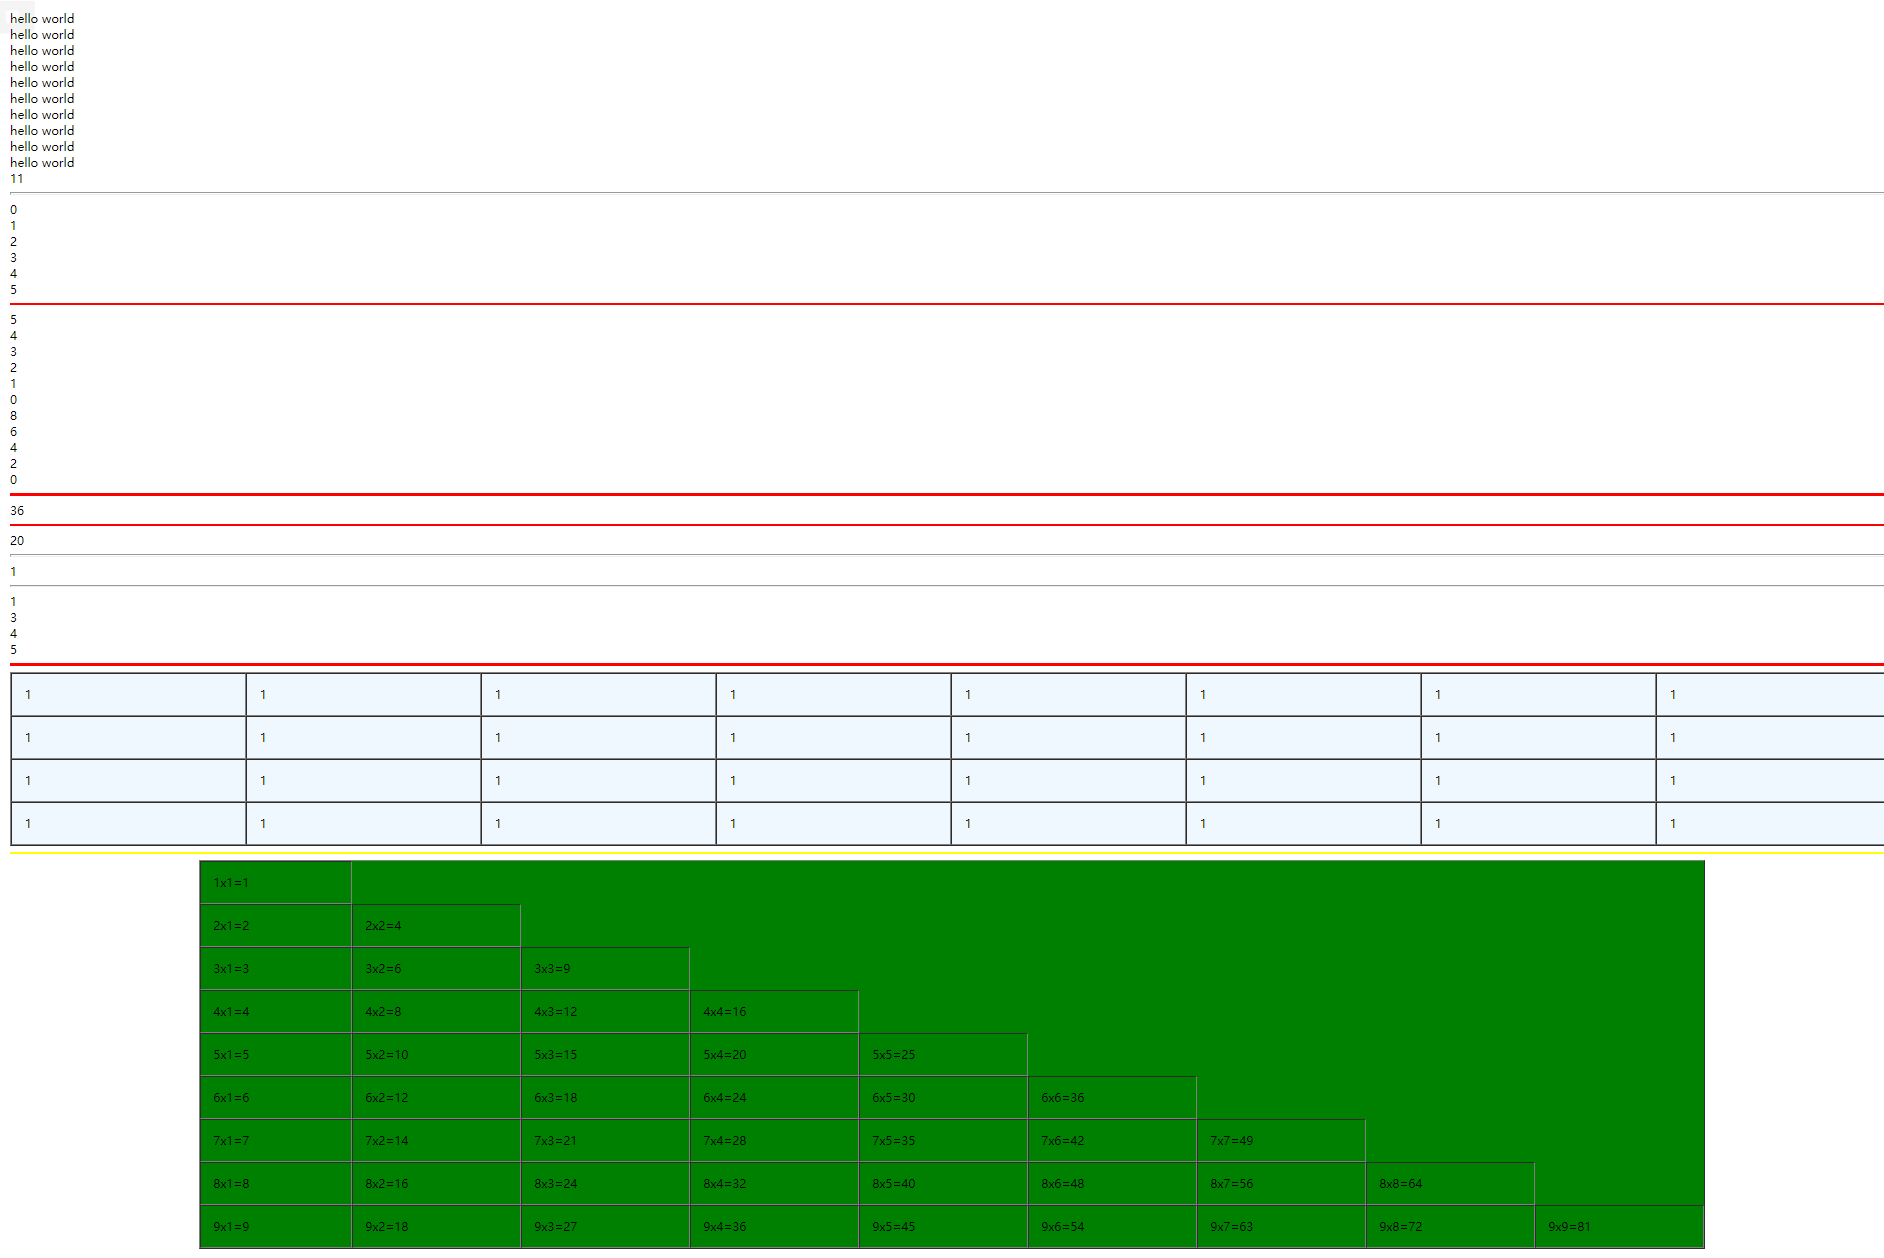 hello world
hello world
hello world
hello world
hello world
hello world
hello world
hello world
hello world
hello world
11
0
1
2
3
4
5
5
4
3
2
1
0
8
6
4
2
0
36
20
1
1
3
4
5
1 1 1 1 1 1 1 1
1 1 1 1 1 1 1 1
1 1 1 1 1 1 1 1
1 1 1 1 1 1 1 1
1x1=1
2x1=2 2x2=4
3x1=3 3x2=6 3x3=9
4x1=4 4x2=8 4x3=12 4x4=16
5x1=5 5x2=10 5x3=15 5x4=20 5x5=25
6x1=6 6x2=12 6x3=18 6x4=24 6x5=30 6x6=36
7x1=7 7x2=14 7x3=21 7x4=28 7x5=35 7x6=42 7x7=49
8x1=8 8x2=16 8x3=24 8x4=32 8x5=40 8x6=48 8x7=56 8x8=64
9x1=9 9x2=18 9x3=27 9x4=36 9x5=45 9x6=54 9x7=63 9x8=72 9x9=81